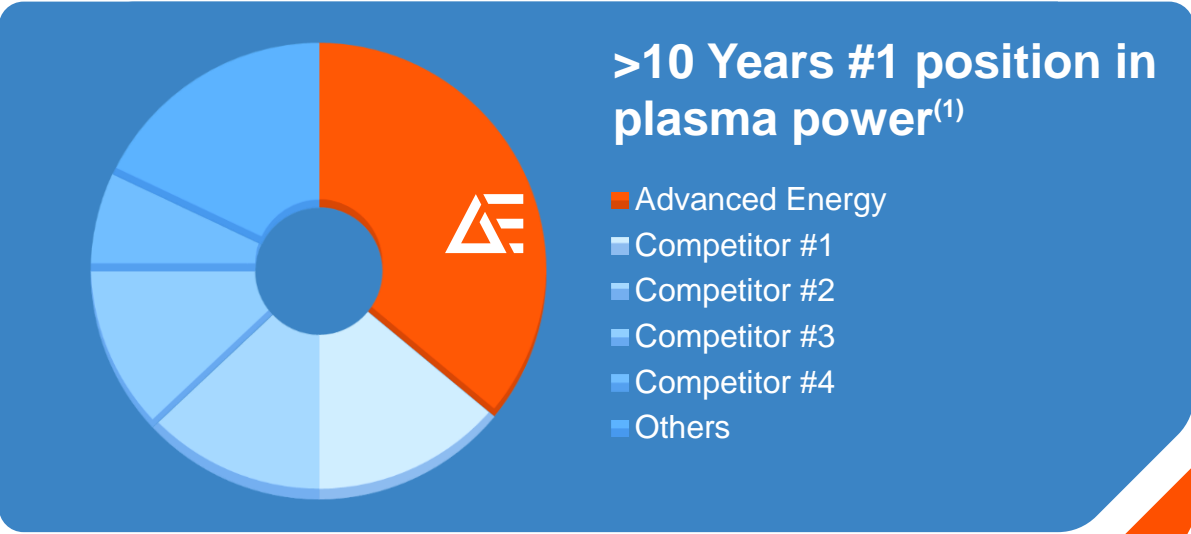 >10 Years #1 position in
plasma power(1)
Advanced Energy
Competitor #1
Competitor #2
Competitor #3
Competitor #4
Others